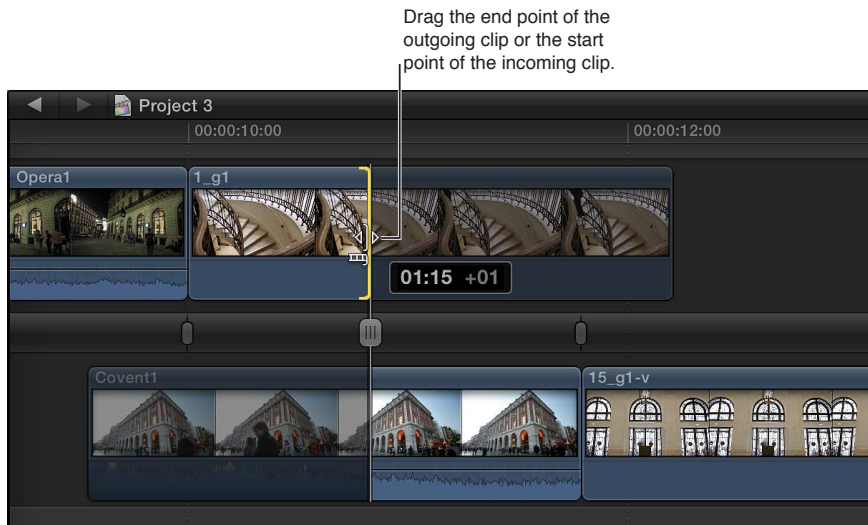 Drag the end point of the
outgoing clip or the start
point of the incoming clip.
Project 3
00:00:10:00
00:00:12:00
Opera1
1_g1
01:15 +01
Covent1
15_g1-v